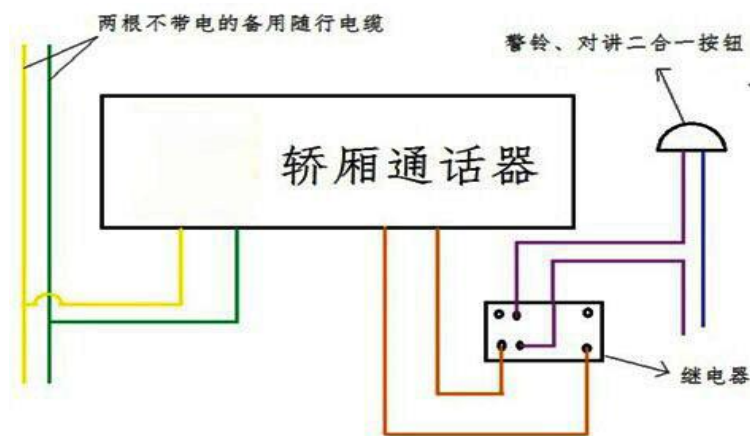 两根不带电的备用随行电缆
警铃、对讲二合一按钮
轿厢通话器
继电器